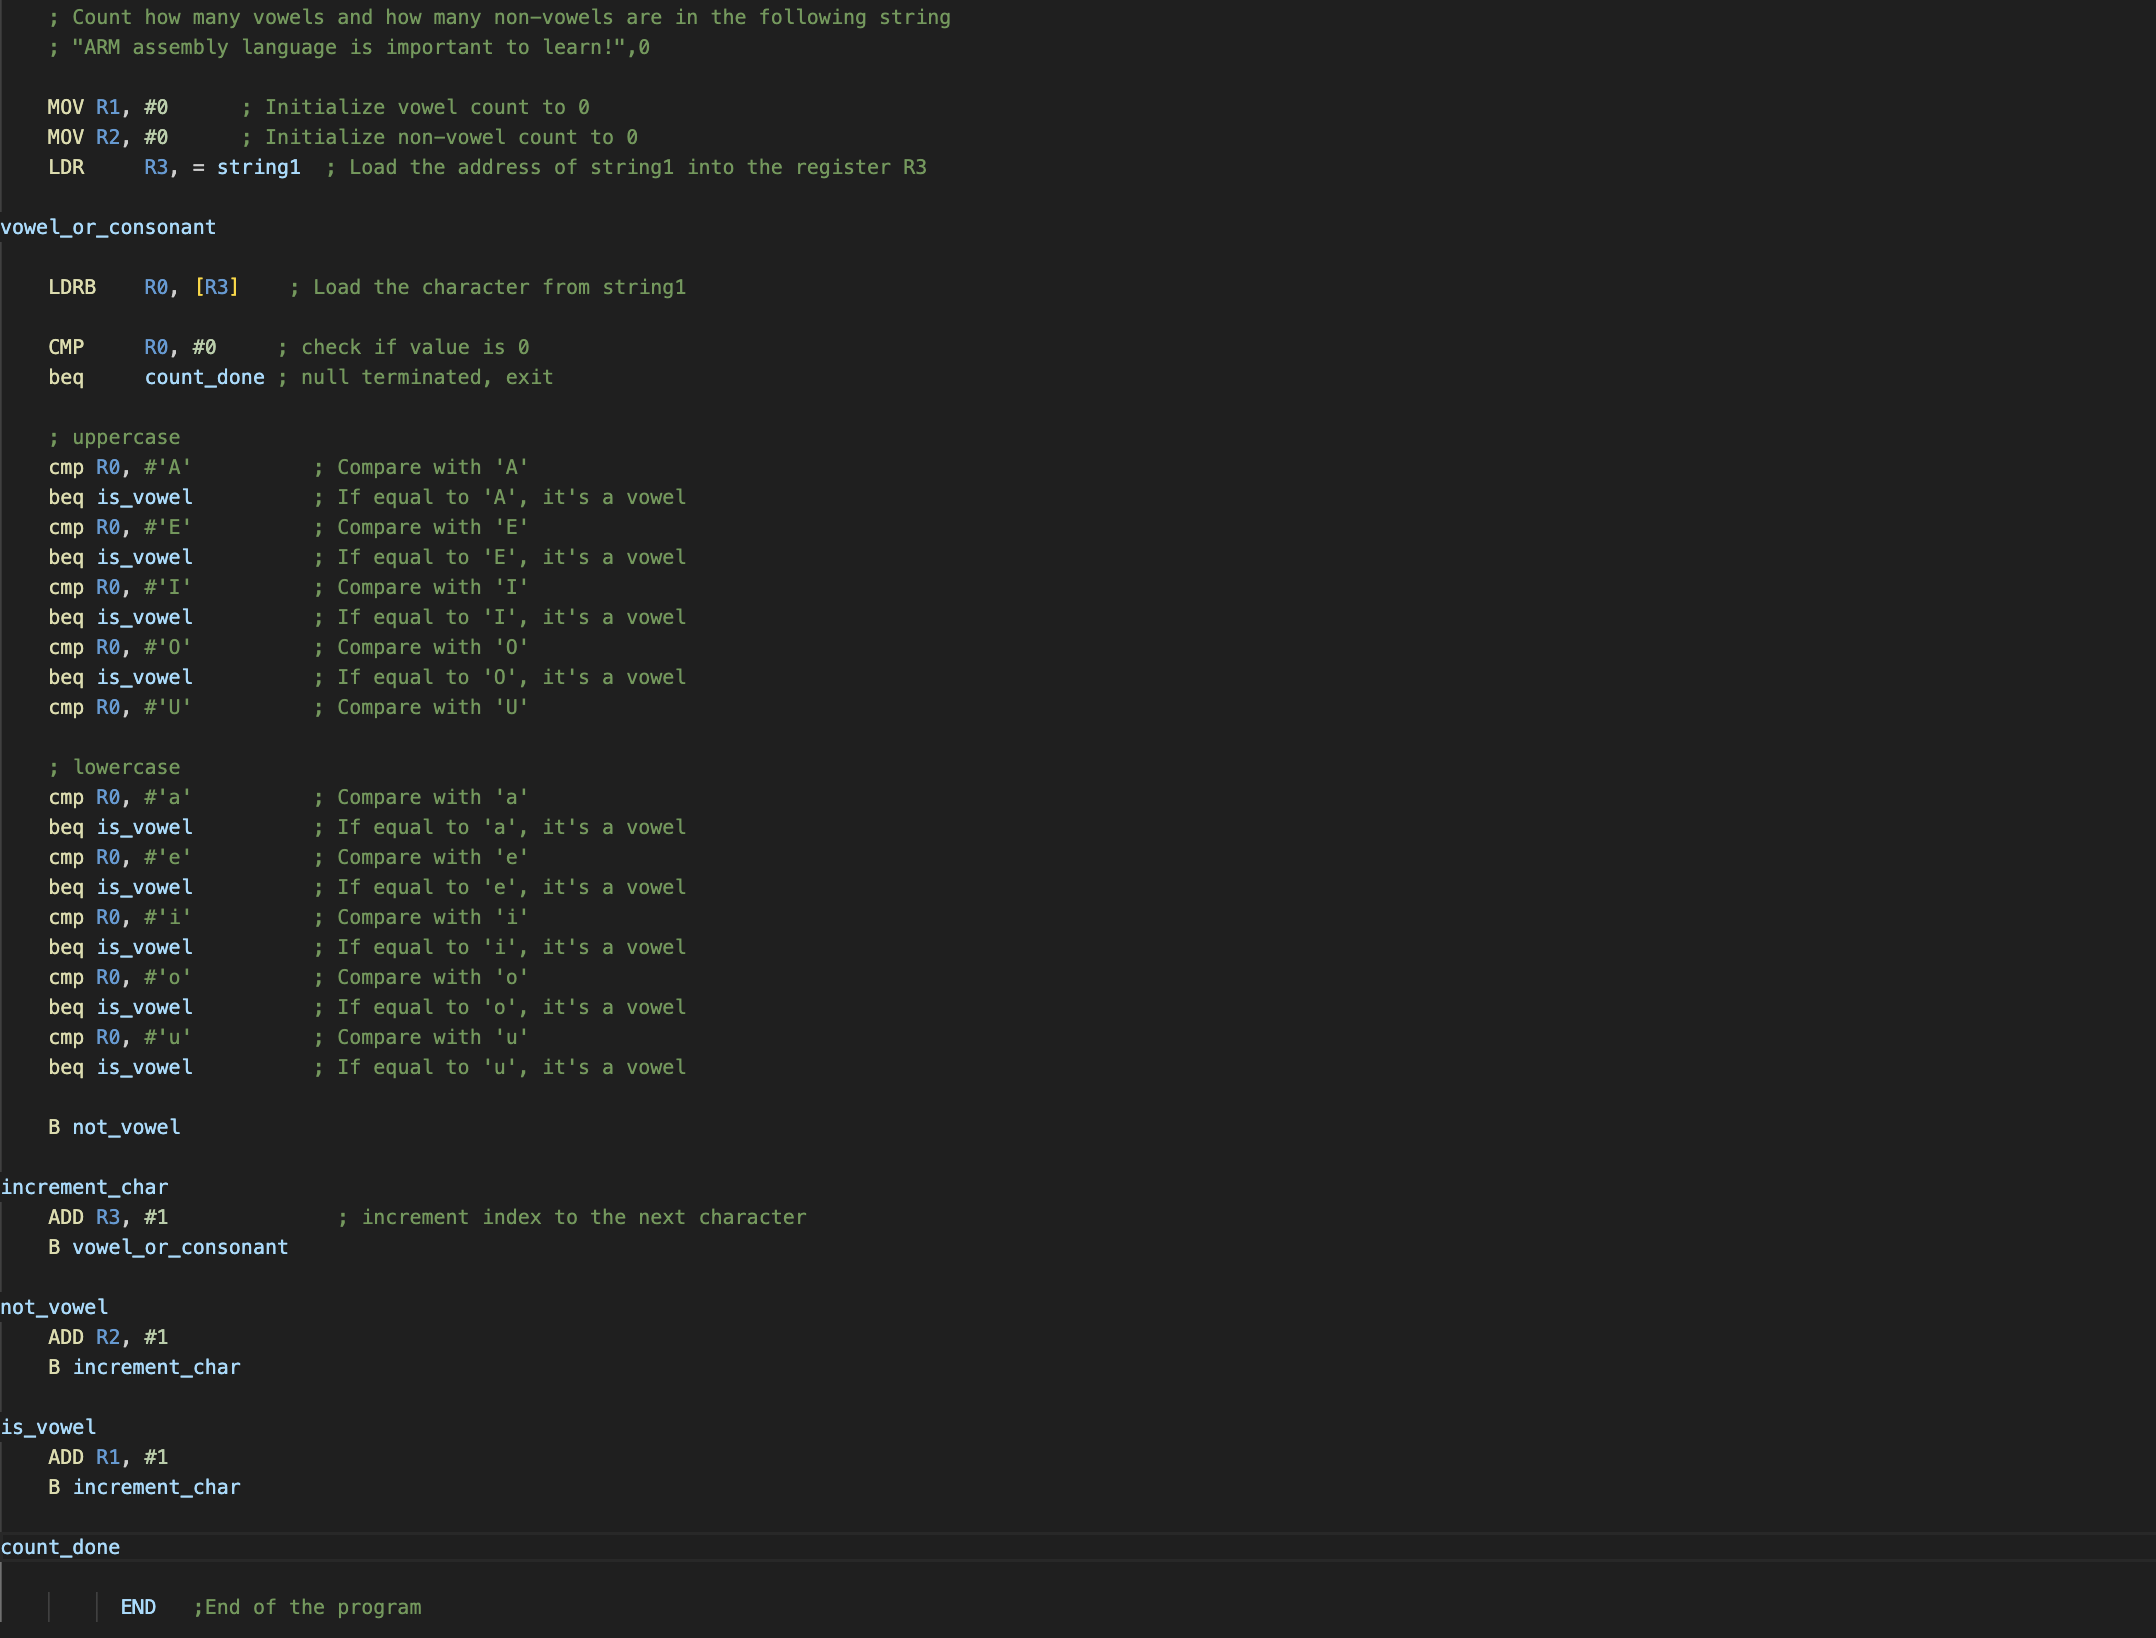 ; Count how many vowels and how many non-vowels are in the following string
; "ARM assembly language is important to learn!",0
MOV R1, #0      ; Initialize vowel count to 0
MOV R2, #0      ; Initialize non-vowel count to 0
LDR     R3, = string1  ; Load the address of string1 into the register R3
vowel_or_consonant
LDRB    R0, [R3]    ; Load the character from string1
CMP     R0, #0     ; check if value is 0
beq     count_done ; null terminated, exit
; uppercase
cmp R0, #'A'          ; Compare with 'A'
beq is_vowel          ; If equal to 'A', it's a vowel
cmp R0, #'E'          ; Compare with 'E'
beq is_vowel          ; If equal to 'E', it's a vowel
cmp R0, #'I'          ; Compare with 'I'
beq is_vowel          ; If equal to 'I', it's a vowel
cmp R0, #'O'          ; Compare with 'O'
beq is_vowel          ; If equal to 'O', it's a vowel
cmp R0, #'U'          ; Compare with 'U'
; lowercase
cmp R0, #'a'          ; Compare with 'a'
beq is_vowel          ; If equal to 'a', it's a vowel
cmp R0, #'e'          ; Compare with 'e'
beq is_vowel          ; If equal to 'e', it's a vowel
cmp R0, #'i'          ; Compare with 'i'
beq is_vowel          ; If equal to 'i', it's a vowel
cmp R0, #'o'          ; Compare with 'o'
beq is_vowel          ; If equal to 'o', it's a vowel
cmp R0, #'u'          ; Compare with 'u'
beq is_vowel          ; If equal to 'u', it's a vowel
B not_vowel
increment_char
ADD R3, #1              ; increment index to the next character
B vowel_or_consonant
not_vowel
ADD R2, #1
B increment_char
is_vowel
ADD R1, #1
B increment_char
count_done
END   ;End of the program